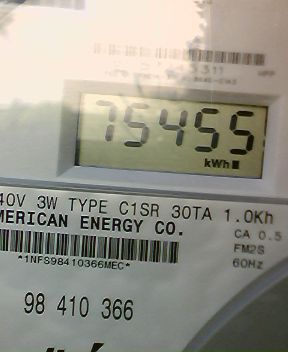 75455
kWh
40V 3W TYPE C1SR 30TA 1.0Kh
MERICAN ENERGY CO.
CA 0.5
FM2S
60Hz
*1NFS98410366MEC*
98 410 366